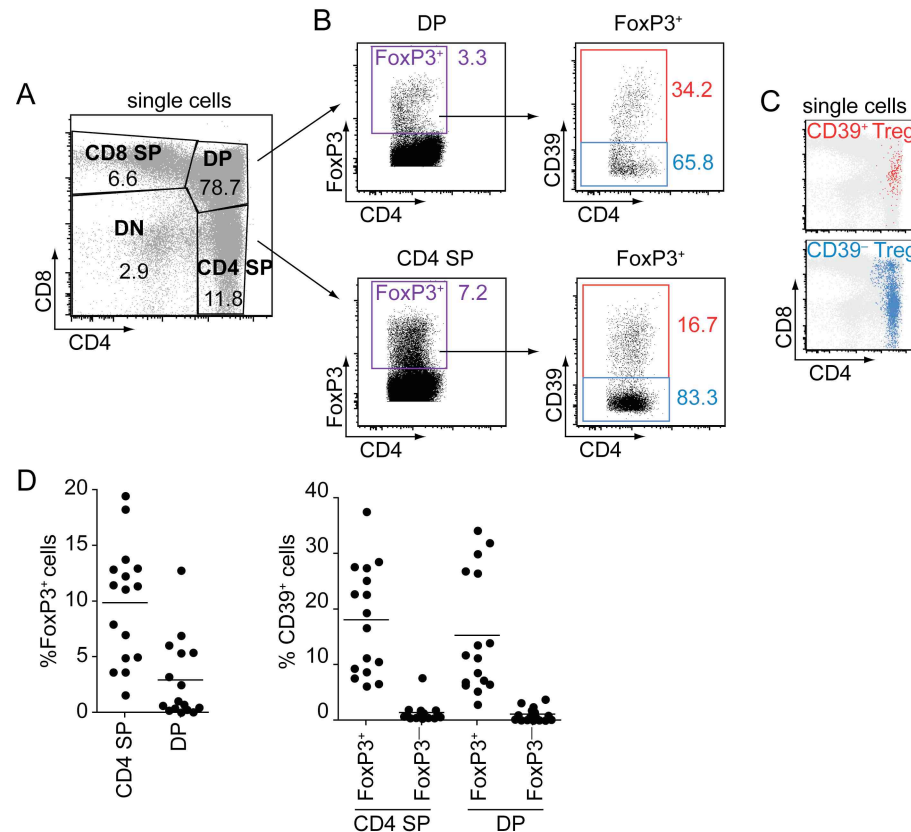 A
single cells
CD8 SP
6.6
DP
78.7
DN
2.9
CD4 SP
11.8
CD8
CD4
B
DP
FoxP3⁺
3.3
FoxP3
CD4
FoxP3⁺
34.2
65.8
CD39
CD4
CD4 SP
FoxP3⁺
7.2
FoxP3
CD4
FoxP3⁺
16.7
83.3
CD39
CD4
C
single cells
CD39⁺ Treg
CD39⁻ Treg
CD8
CD4
D
20
15
10
5
0
%FoxP3⁺ cells
CD4 SP
DP
40
30
20
10
0
% CD39⁺ cells
FoxP3⁺
FoxP3⁻
FoxP3⁺
FoxP3⁻
CD4 SP
DP